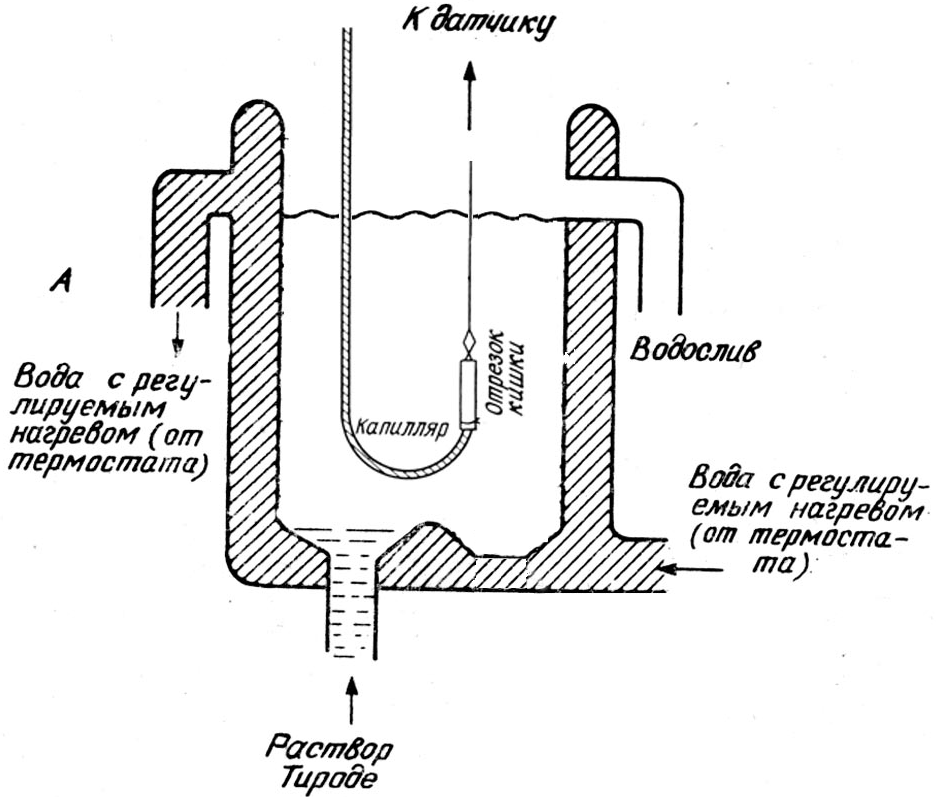 К датчику
А
Вода с регу-
лируемым
нагревом (от
термостата)
Капилляр
Отрезок
кишки
Водослив
Вода с регулиру-
емым нагревом
(от термоста-
та)
Раствор
Тироде